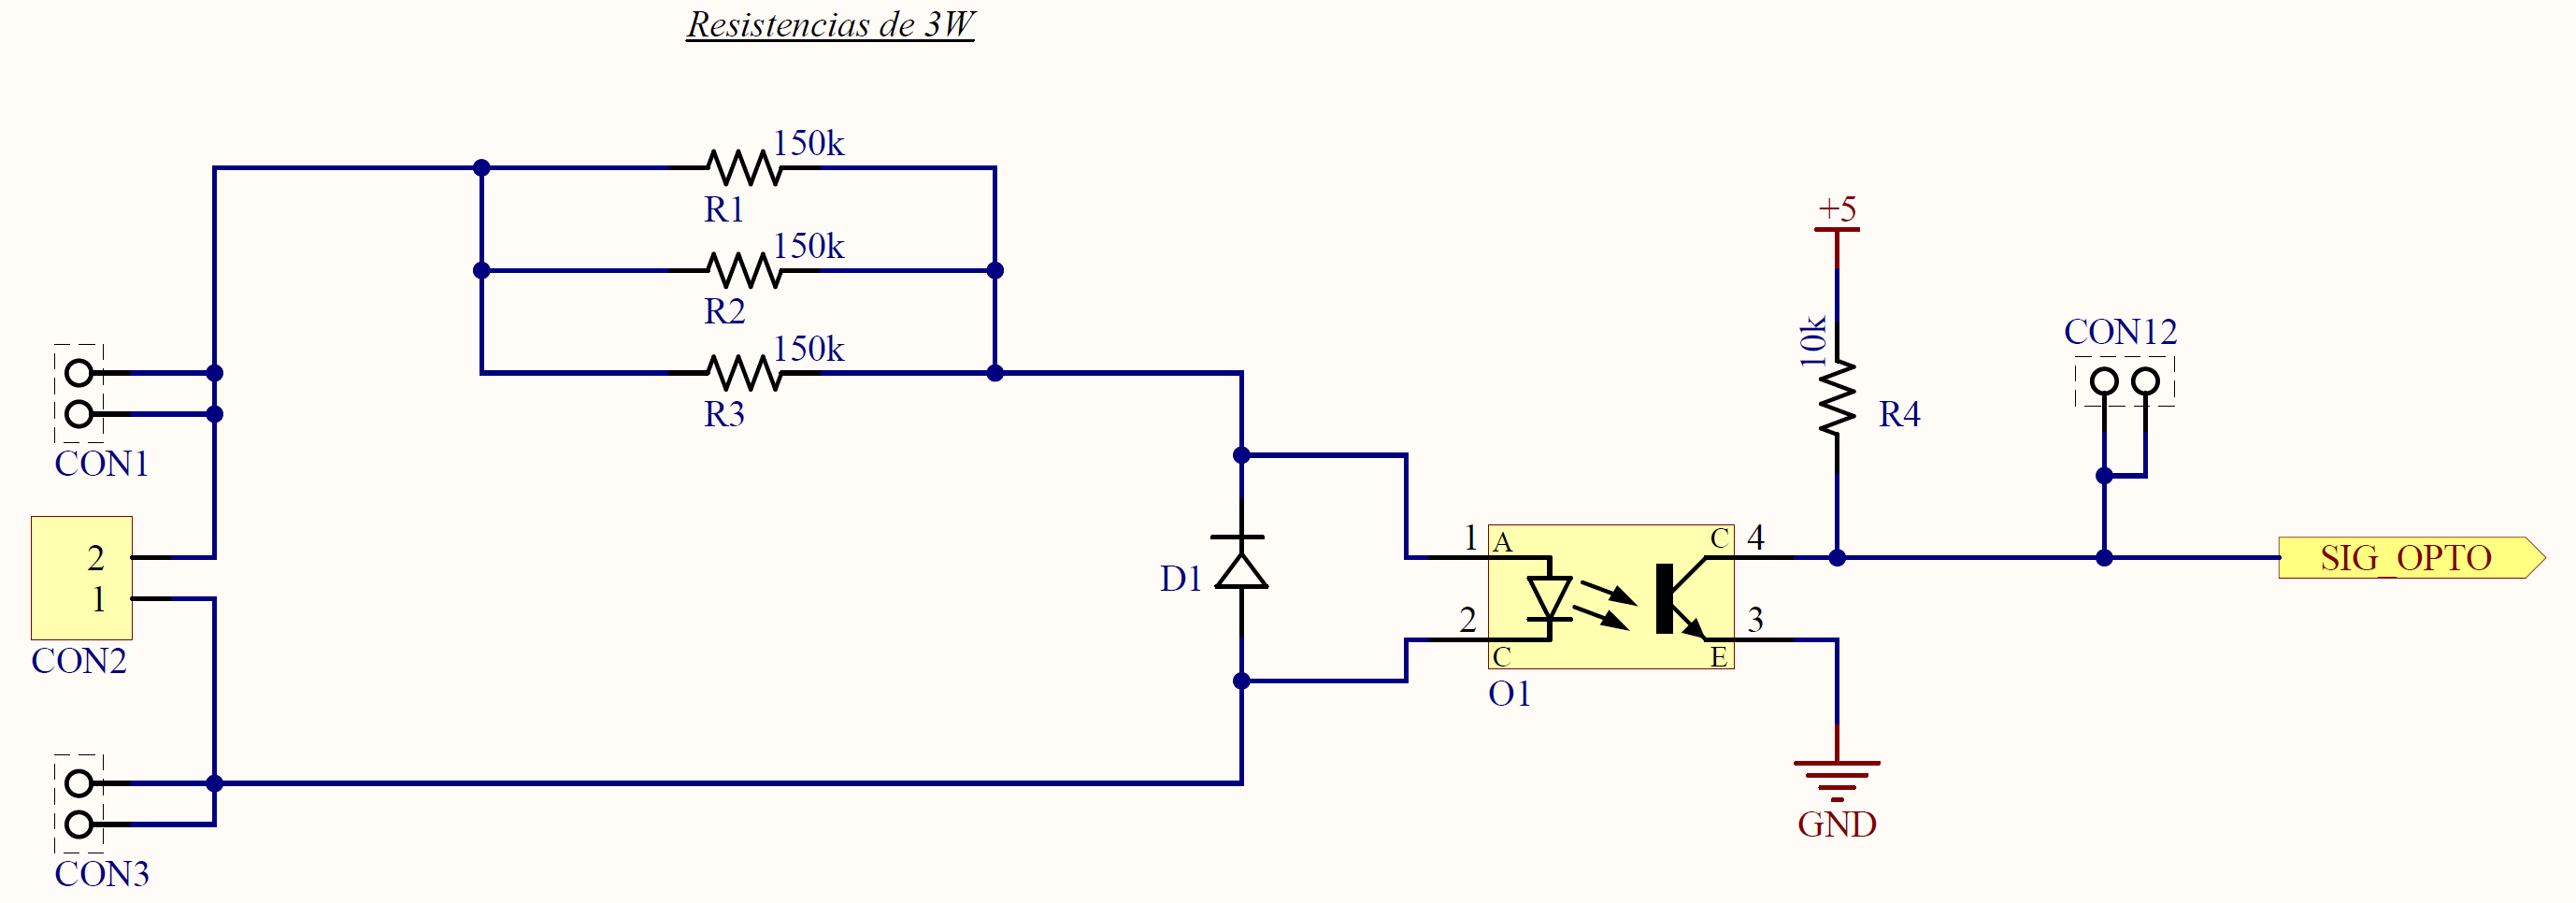 Resistencias de 3W
150k
R1
150k
R2
150k
R3
CON1
2
1
CON2
CON3
D1
1
A
2
C
C
4
3
E
O1
+5
10k
R4
GND
CON12
SIG_OPTO